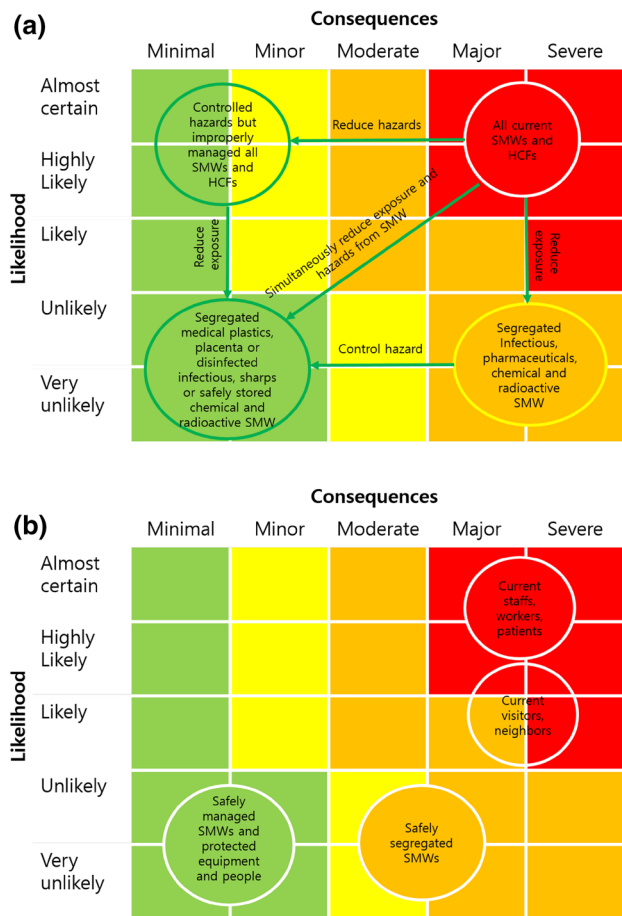 (a)
Consequences
Minimal Minor Moderate Major Severe
Likelihood
Almost
certain
Highly
Likely
Likely
Unlikely
Very
unlikely
Controlled
hazards but
improperly
managed all
SMWs and
HCFs
Reduce hazards
All current
SMWs and
HCFs
Reduce
exposure
Simultaneously reduce exposure and
hazards from SMW
Reduce
exposure
Segregated
medical plastics,
placenta or
disinfected
infectious, sharps
or safely stored
chemical and
radioactive SMW
Control hazard
Segregated
Infectious,
pharmaceuticals,
chemical and
radioactive
SMW
(b)
Consequences
Minimal Minor Moderate Major Severe
Likelihood
Almost
certain
Highly
Likely
Likely
Unlikely
Very
unlikely
Current
staffs,
workers,
patients
Current
visitors,
neighbors
Safely
managed
SMWs and
protected
equipment
and people
Safely
segregated
SMWs